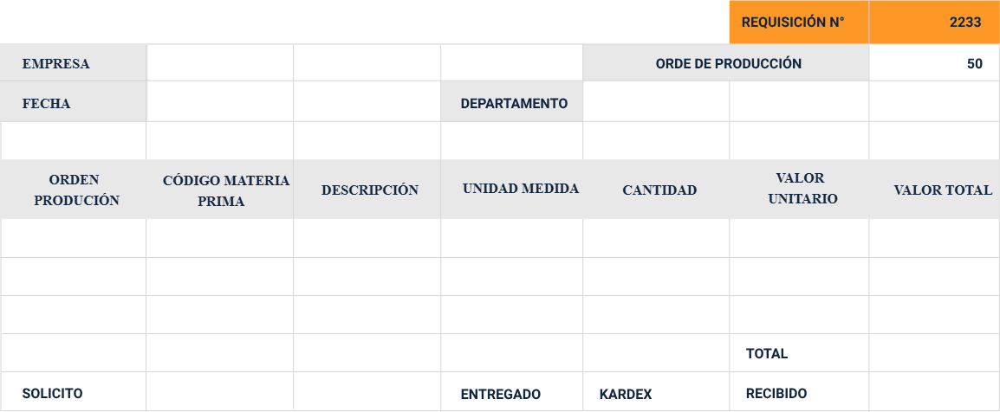 REQUISICIÓN N° 2233
EMPRESA ORDE DE PRODUCCIÓN 50
FECHA DEPARTAMENTO
ORDEN
PRODUCIÓN
CÓDIGO MATERIA
PRIMA
DESCRIPCIÓN
UNIDAD MEDIDA
CANTIDAD
VALOR
UNITARIO
VALOR TOTAL
TOTAL
SOLICITO ENTREGADO KARDEX RECIBIDO